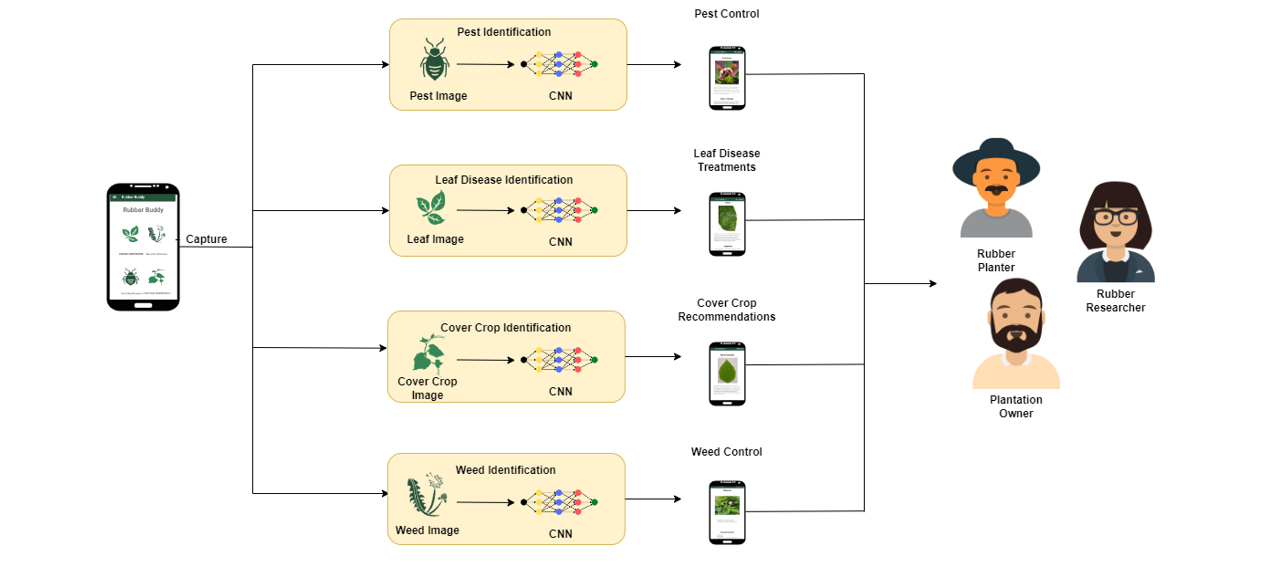 Pest Control
Pest Identification
Pest Image
CNN
Leaf Disease
Treatments
Leaf Disease Identification
Leaf Image
CNN
Rubber Buddy
Rubber Buddy
Capture
Cover Crop
Recommendations
Cover Crop Identification
Cover Crop
Image
CNN
Weed Control
Weed Identification
Weed Image
CNN
Rubber
Planter
Rubber
Researcher
Plantation
Owner